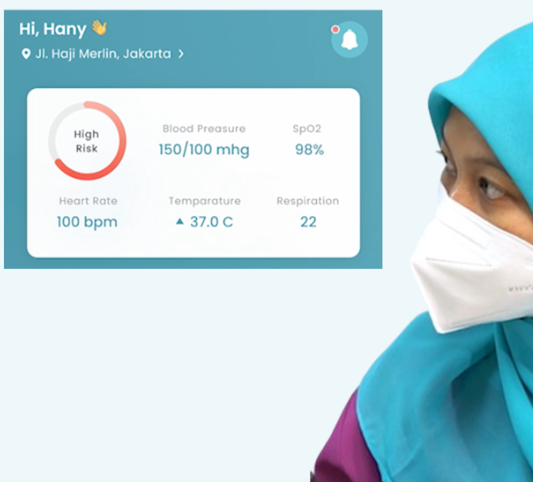 Hi, Hany 👋
Jl. Haji Merlin, Jakarta >
High
Risk
Blood Preasure
150/100 mhg
SpO2
98%
Heart Rate
100 bpm
Temparature
▲ 37.0 C
Respiration
22